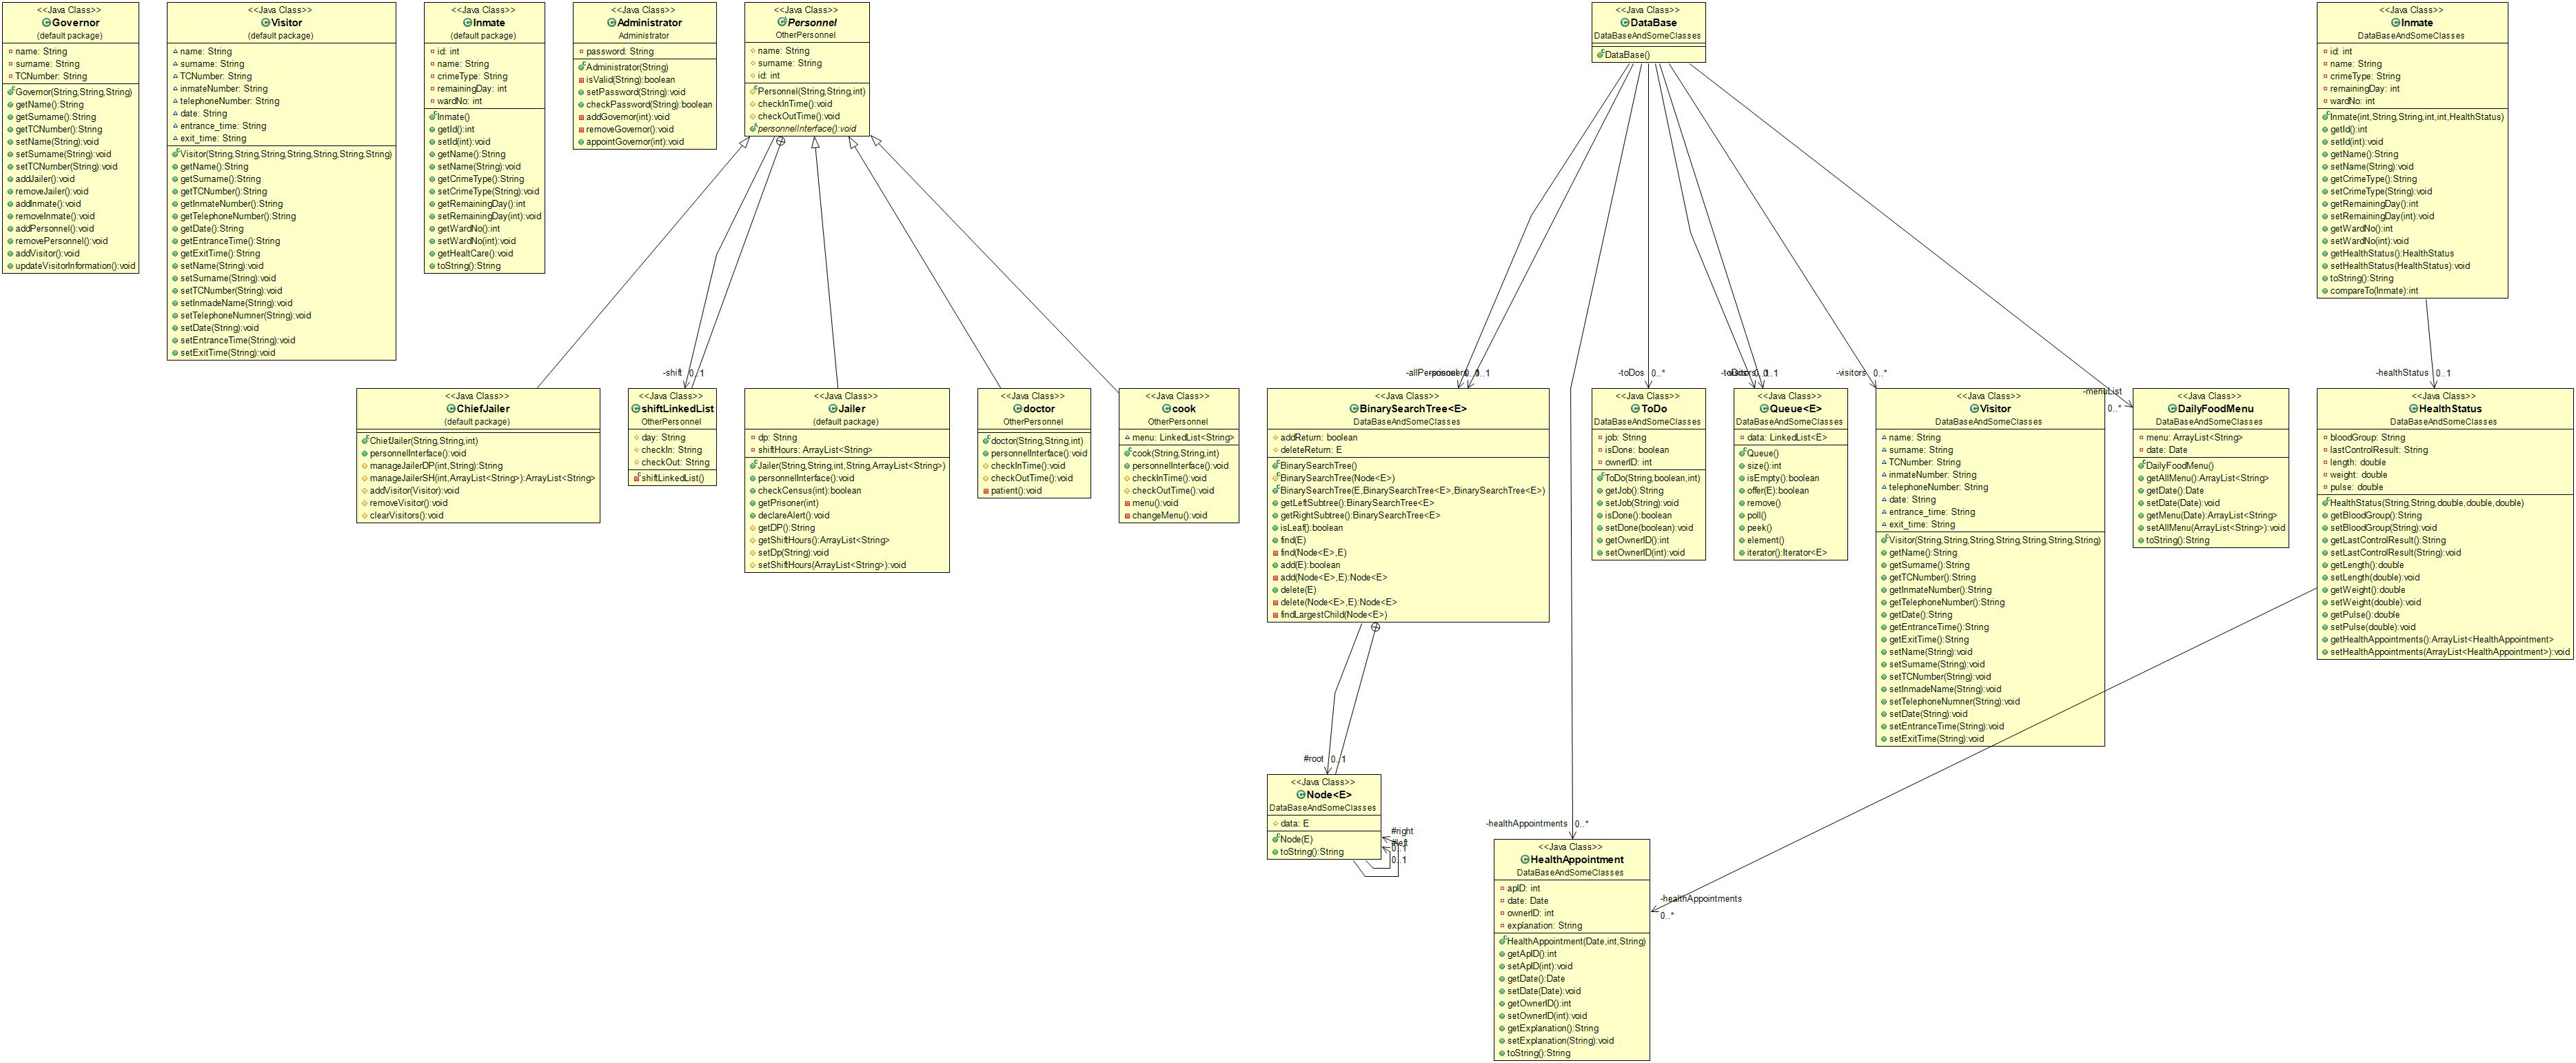 <<Java Class>>
Governor
(default package)
name: String
surname: String
TCNumber: String
Governor(String,String,String)
getName():String
getSurname():String
getTCNumber():String
setName(String):void
setSurname(String):void
setTCNumber(String):void
addJailer():void
removeJailer():void
addInmate():void
removeInmate():void
addPersonnel():void
removePersonnel():void
addVisitor():void
updateVisitorInformation():void
<<Java Class>>
Visitor
(default package)
name: String
surname: String
TCNumber: String
inmateNumber: String
telephoneNumber: String
date: String
entrance_time: String
exit_time: String
Visitor(String,String,String,String,String,String,String)
getName():String
getSurname():String
getTCNumber():String
getInmateNumber():String
getTelephoneNumber():String
getDate():String
getEntranceTime():String
getExitTime():String
setName(String):void
setSurname(String):void
setTCNumber(String):void
setInmadeName(String):void
setTelephoneNumner(String):void
setDate(String):void
setEntranceTime(String):void
setExitTime(String):void
<<Java Class>>
Inmate
(default package)
id: int
name: String
crimeType: String
remainingDay: int
wardNo: int
Inmate()
getId():int
setId(int):void
getName():String
setName(String):void
getCrimeType():String
setCrimeType(String):void
getRemainingDay():int
setRemainingDay(int):void
getWardNo():int
setWardNo(int):void
getHealtCare():void
toString():String
<<Java Class>>
Administrator
Administrator
password: String
Administrator(String)
isValid(String):boolean
setPassword(String):void
checkPassword(String):boolean
addGovernor(int):void
removeGovernor():void
appointGovernor(int):void
<<Java Class>>
Personnel
OtherPersonnel
name: String
surname: String
id: int
Personnel(String,String,int)
checkInTime():void
checkOutTime():void
personnelInterface():void
<<Java Class>>
DataBase
DataBaseAndSomeClasses
DataBase()
<<Java Class>>
Inmate
DataBaseAndSomeClasses
id: int
name: String
crimeType: String
remainingDay: int
wardNo: int
Inmate(int,String,String,int,int,HealthStatus)
getId():int
setId(int):void
getName():String
setName(String):void
getCrimeType():String
setCrimeType(String):void
getRemainingDay():int
setRemainingDay(int):void
getWardNo():int
setWardNo(int):void
getHealthStatus():HealthStatus
setHealthStatus(HealthStatus):void
toString():String
compareTo(Inmate):int
-shift 0..1
-toDos 0..*
-visitors 0..*
-menuList
0..*
-healthStatus 0..1
<<Java Class>>
ChiefJailer
(default package)
ChiefJailer(String,String,int)
personnelInterface():void
manageJailerDP(int,String):String
manageJailerSH(int,ArrayList<String>):ArrayList<String>
addVisitor(Visitor):void
removeVisitor():void
clearVisitors():void
<<Java Class>>
shiftLinkedList
OtherPersonnel
day: String
checkIn: String
checkOut: String
shiftLinkedList()
<<Java Class>>
Jailer
(default package)
dp: String
shiftHours: ArrayList<String>
Jailer(String,String,int,String,ArrayList<String>)
personnelInterface():void
checkCensus(int):boolean
getPrisoner(int)
declareAlert():void
getDP():String
getShiftHours():ArrayList<String>
setDp(String):void
setShiftHours(ArrayList<String>):void
<<Java Class>>
doctor
OtherPersonnel
doctor(String,String,int)
personnelInterface():void
checkInTime():void
checkOutTime():void
patient():void
<<Java Class>>
cook
OtherPersonnel
menu: LinkedList<String>
cook(String,String,int)
personnelInterface():void
checkInTime():void
checkOutTime():void
menu():void
changeMenu():void
<<Java Class>>
BinarySearchTree<E>
DataBaseAndSomeClasses
addReturn: boolean
deleteReturn: E
BinarySearchTree()
BinarySearchTree(Node<E>)
BinarySearchTree(E,BinarySearchTree<E>,BinarySearchTree<E>)
getLeftSubtree():BinarySearchTree<E>
getRightSubtree():BinarySearchTree<E>
isLeaf():boolean
find(E)
find(Node<E>,E)
add(E):boolean
add(Node<E>,E):Node<E>
delete(E)
delete(Node<E>,E):Node<E>
findLargestChild(Node<E>)
<<Java Class>>
ToDo
DataBaseAndSomeClasses
job: String
isDone: boolean
ownerID: int
ToDo(String,boolean,int)
getJob():String
setJob(String):void
isDone():boolean
setDone(boolean):void
getOwnerID():int
setOwnerID(int):void
<<Java Class>>
Queue<E>
DataBaseAndSomeClasses
data: LinkedList<E>
Queue()
size():int
isEmpty():boolean
offer(E):boolean
remove()
poll()
peek()
element()
iterator():Iterator<E>
<<Java Class>>
Visitor
DataBaseAndSomeClasses
name: String
surname: String
TCNumber: String
inmateNumber: String
telephoneNumber: String
date: String
entrance_time: String
exit_time: String
Visitor(String,String,String,String,String,String,String)
getName():String
getSurname():String
getTCNumber():String
getInmateNumber():String
getTelephoneNumber():String
getDate():String
getEntranceTime():String
getExitTime():String
setName(String):void
setSurname(String):void
setTCNumber(String):void
setInmadeName(String):void
setTelephoneNumner(String):void
setDate(String):void
setEntranceTime(String):void
setExitTime(String):void
<<Java Class>>
DailyFoodMenu
DataBaseAndSomeClasses
menu: ArrayList<String>
date: Date
DailyFoodMenu()
getAllMenu():ArrayList<String>
getDate():Date
setDate(Date):void
getMenu(Date):ArrayList<String>
setAllMenu(ArrayList<String>):void
toString():String
<<Java Class>>
HealthStatus
DataBaseAndSomeClasses
bloodGroup: String
lastControlResult: String
length: double
weight: double
pulse: double
HealthStatus(String,String,double,double,double)
getBloodGroup():String
setBloodGroup(String):void
getLastControlResult():String
setLastControlResult(String):void
getLength():double
setLength(double):void
getWeight():double
setWeight(double):void
getPulse():double
setPulse(double):void
getHealthAppointments():ArrayList<HealthAppointment>
setHealthAppointments(ArrayList<HealthAppointment>):void
#root 0..1
<<Java Class>>
Node<E>
DataBaseAndSomeClasses
data: E
Node(E)
toString():String
#right
#left
0..1
0..1
-healthAppointments 0..*
<<Java Class>>
HealthAppointment
DataBaseAndSomeClasses
apID: int
date: Date
ownerID: int
explanation: String
HealthAppointment(Date,int,String)
getApID():int
setApID(int):void
getDate():Date
setDate(Date):void
getOwnerID():int
setOwnerID(int):void
getExplanation():String
setExplanation(String):void
toString():String
-healthAppointments
0..*